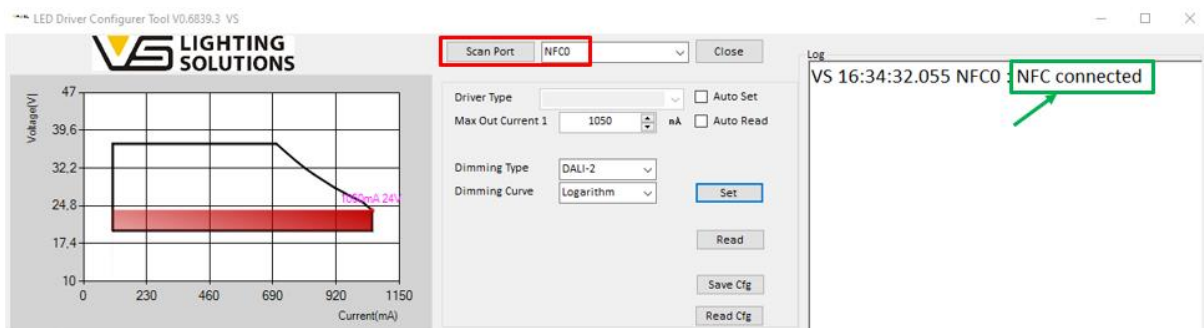 LED Driver Configurer Tool V0.6839.3 VS
VS LIGHTING
SOLUTIONS
Scan Port NFC0 Close
Log
VS 16:34:32.055 NFC0 : NFC connected
Voltage(V)
47
39,6
32,2
24,8
17,4
10
0 230 460 690 920 1150
Current(mA)
1050mA 24V
Driver Type Auto Set
Max Out Current 1 1050 mA Auto Read
Dimming Type DALI-2
Dimming Curve Logarithm Set
Read
Save Cfg
Read Cfg